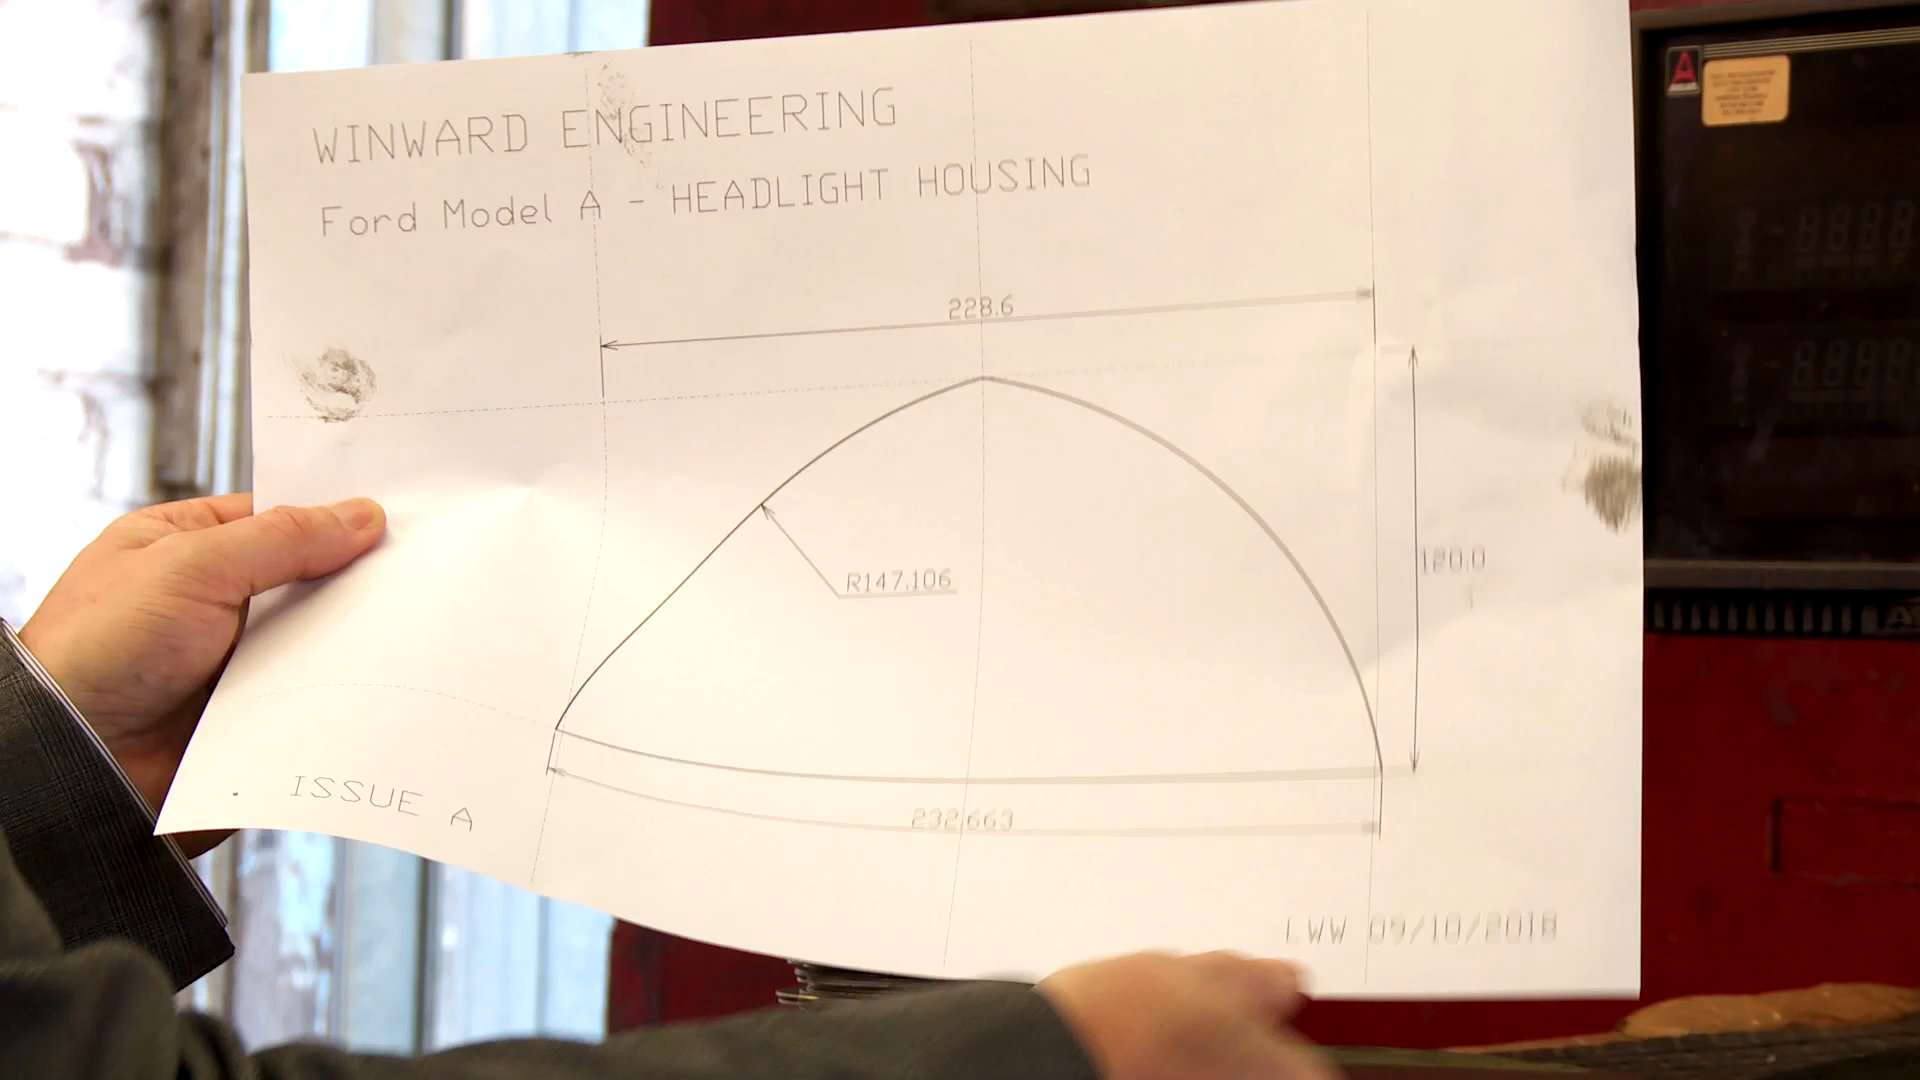 WINWARD ENGINEERING
Ford Model A - HEADLIGHT HOUSING
228.6
R147.106
120.0
232.663
ISSUE A
LWW 09/10/2018